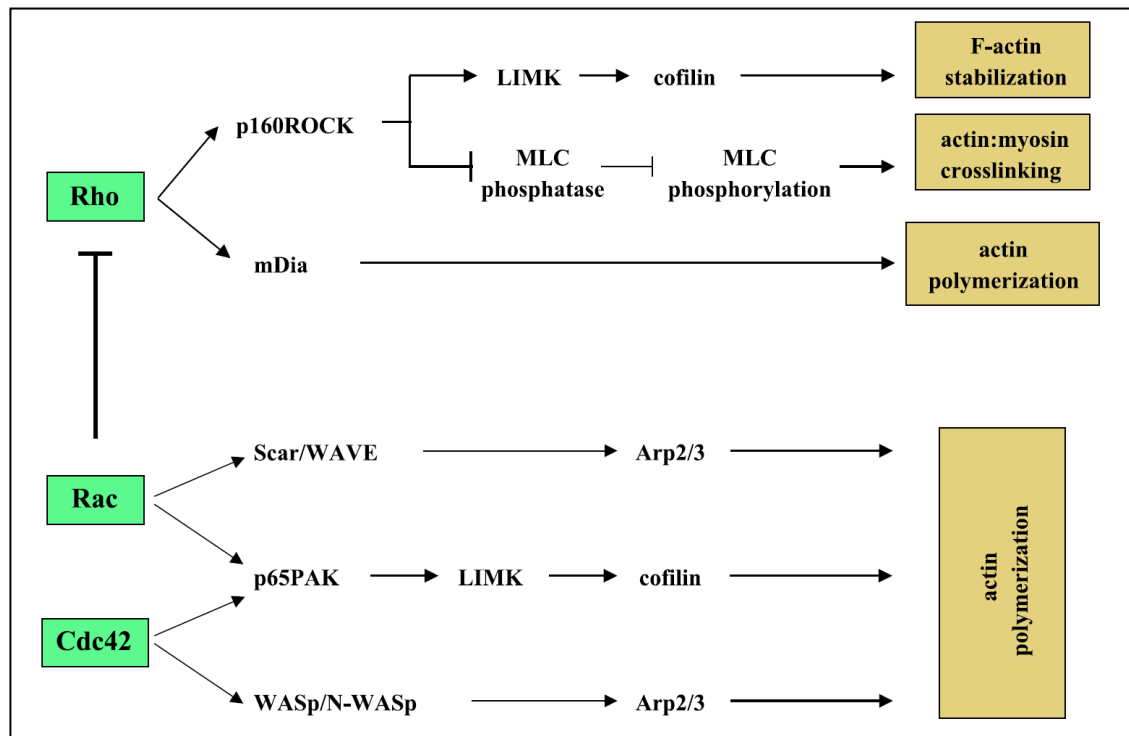 F-actin
stabilization
LIMK
cofilin
p160ROCK
MLC
phosphatase
MLC
phosphorylation
actin:myosin
crosslinking
Rho
mDia
actin
polymerization
Scar/WAVE
Arp2/3
Rac
p65PAK
LIMK
cofilin
actin
polymerization
Cdc42
WASp/N-WASp
Arp2/3